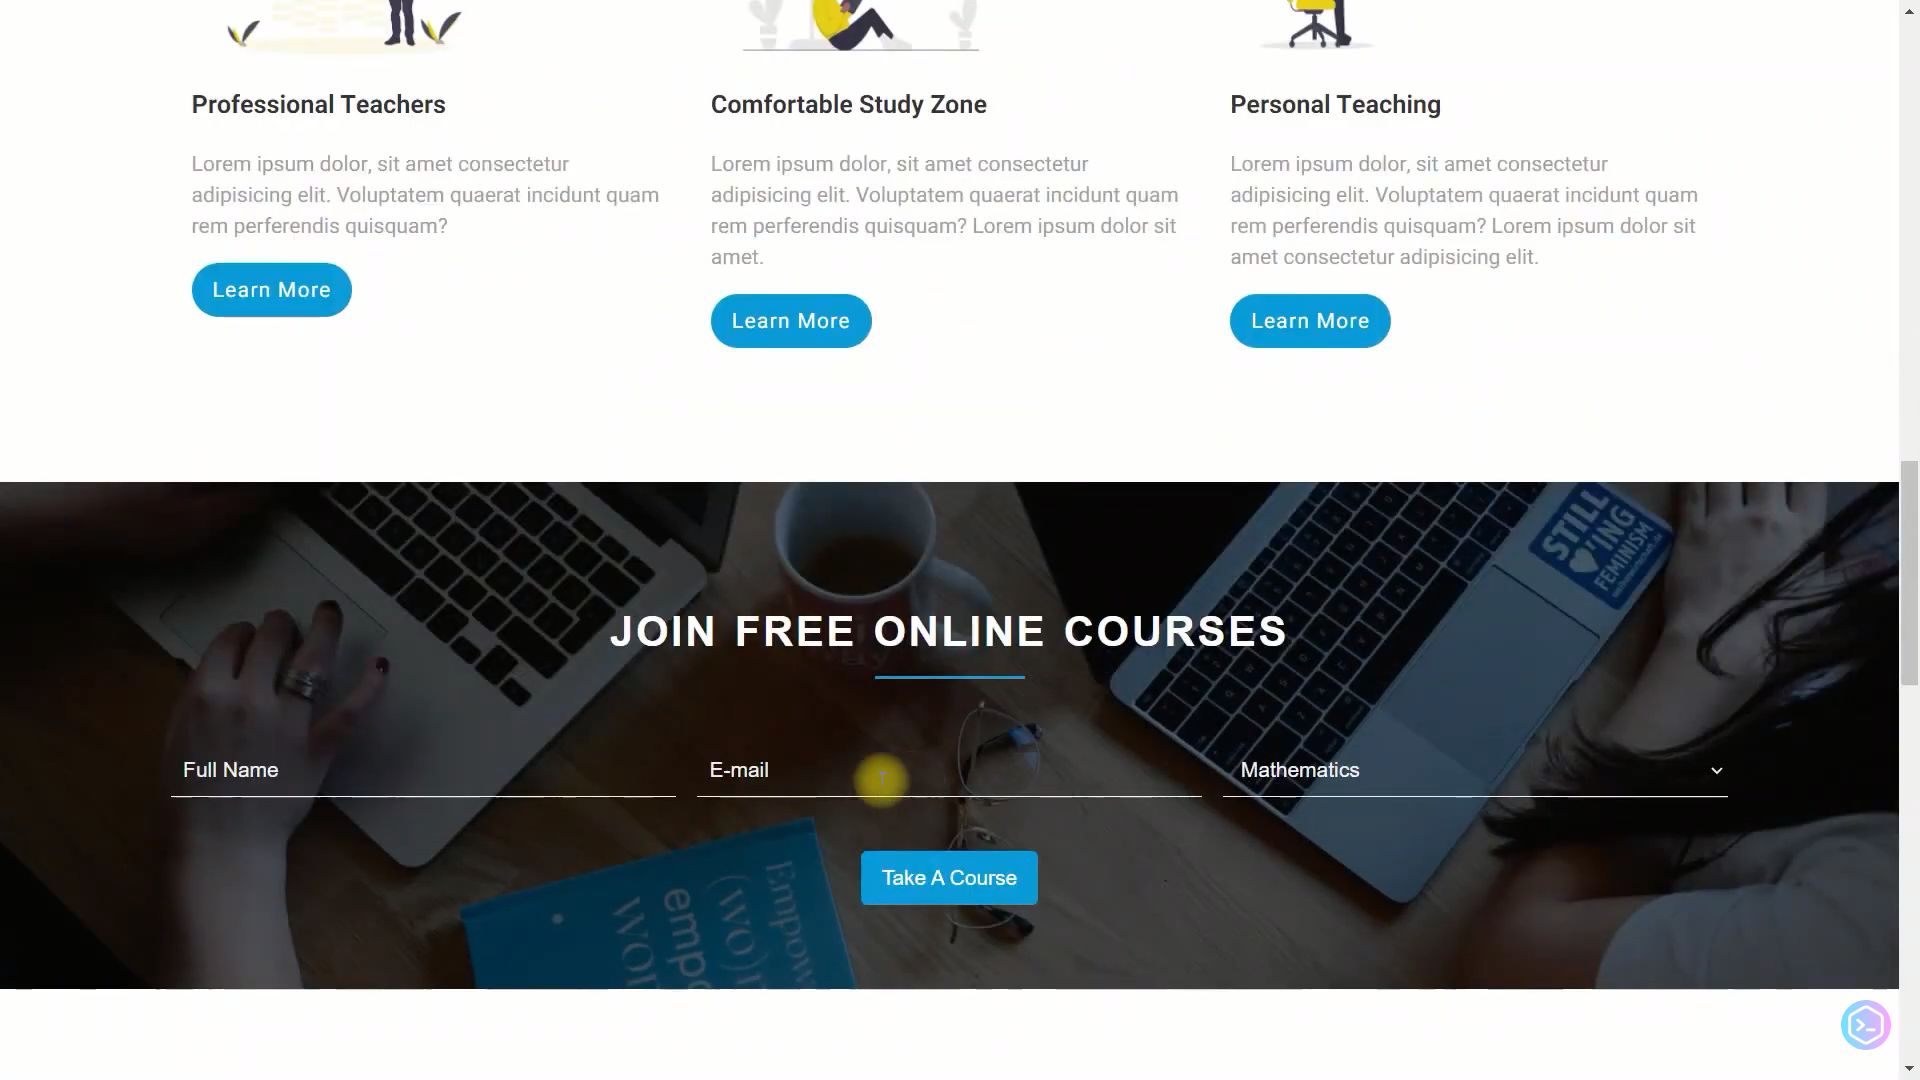 Professional Teachers
Lorem ipsum dolor, sit amet consectetur
adipisicing elit. Voluptatem quaerat incidunt quam
rem perferendis quisquam?
Learn More
Comfortable Study Zone
Lorem ipsum dolor, sit amet consectetur
adipisicing elit. Voluptatem quaerat incidunt quam
rem perferendis quisquam? Lorem ipsum dolor sit
amet.
Learn More
Personal Teaching
Lorem ipsum dolor, sit amet consectetur
adipisicing elit. Voluptatem quaerat incidunt quam
rem perferendis quisquam? Lorem ipsum dolor sit
amet consectetur adipisicing elit.
Learn More
STILL
♥ING
FEMINISM
JOIN FREE ONLINE COURSES
Full Name
E-mail
Mathematics
Take A Course